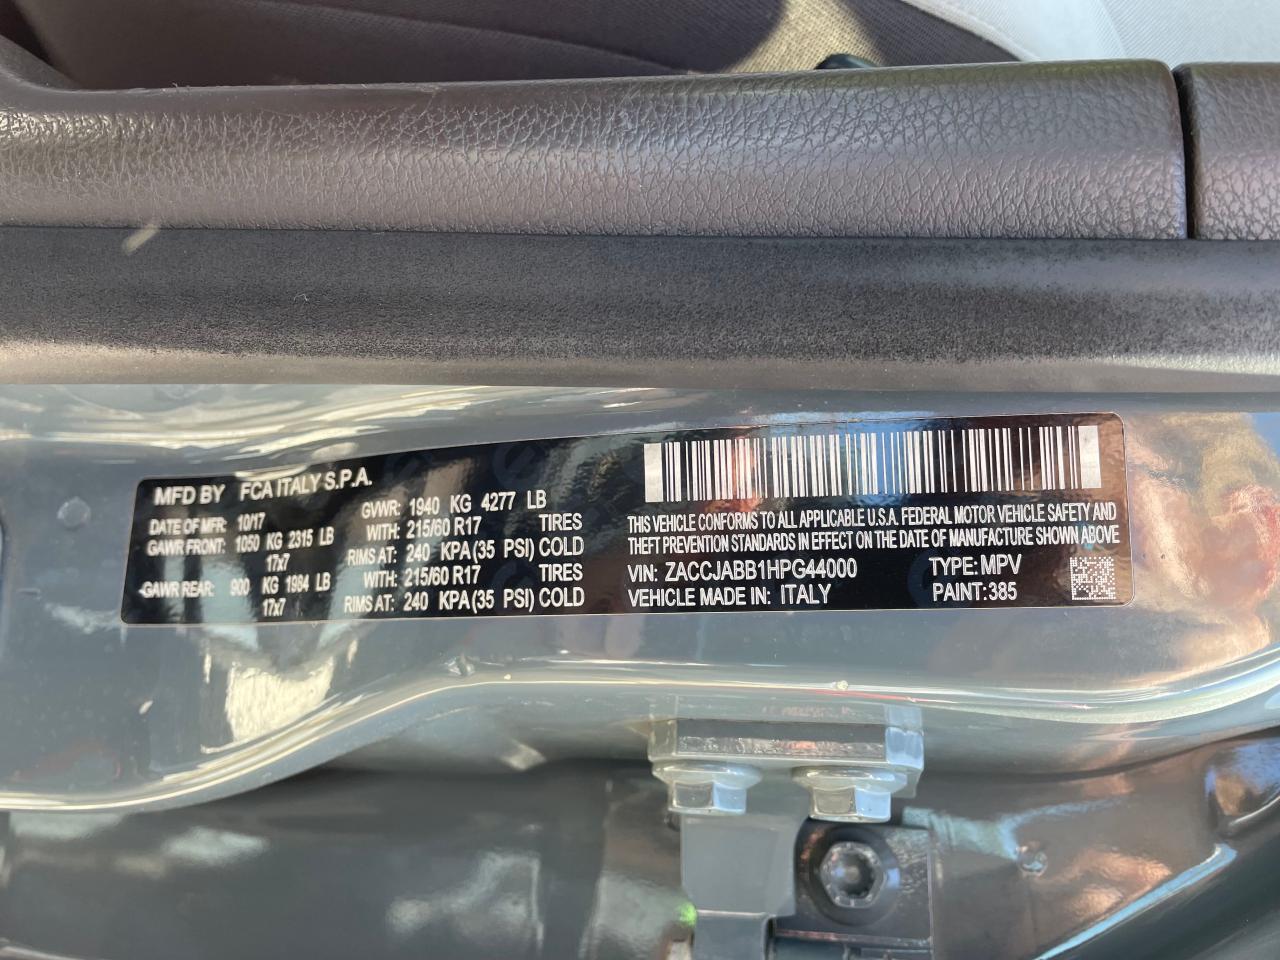 MFD BY FCA ITALY S.P.A.
DATE OF MFR: 10/17 GVWR: 1940 KG 4277 LB
GAWR FRONT: 1050 KG 2315 LB WITH: 215/60 R17 TIRES
17x7 RIMS AT: 240 KPA(35 PSI) COLD
GAWR REAR: 900 KG 1984 LB WITH: 215/60 R17 TIRES
17x7 RIMS AT: 240 KPA(35 PSI) COLD
THIS VEHICLE CONFORMS TO ALL APPLICABLE U.S.A. FEDERAL MOTOR VEHICLE SAFETY AND
THEFT PREVENTION STANDARDS IN EFFECT ON THE DATE OF MANUFACTURE SHOWN ABOVE
VIN: ZACCJABB1HPG44000 TYPE: MPV
VEHICLE MADE IN: ITALY PAINT:385